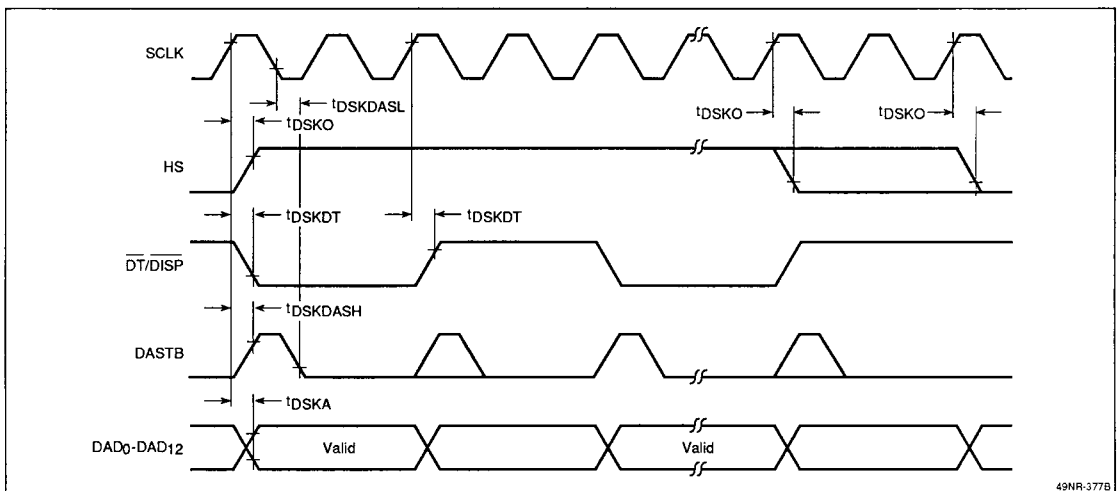 SCLK
tDSKDASL
tDSKO
tDSKO
tDSKO
HS
tDSKDT
tDSKDT
DT/DISP
tDSKDASH
DASTB
tDSKA
DAD0-DAD12
Valid
Valid
49NR-377B